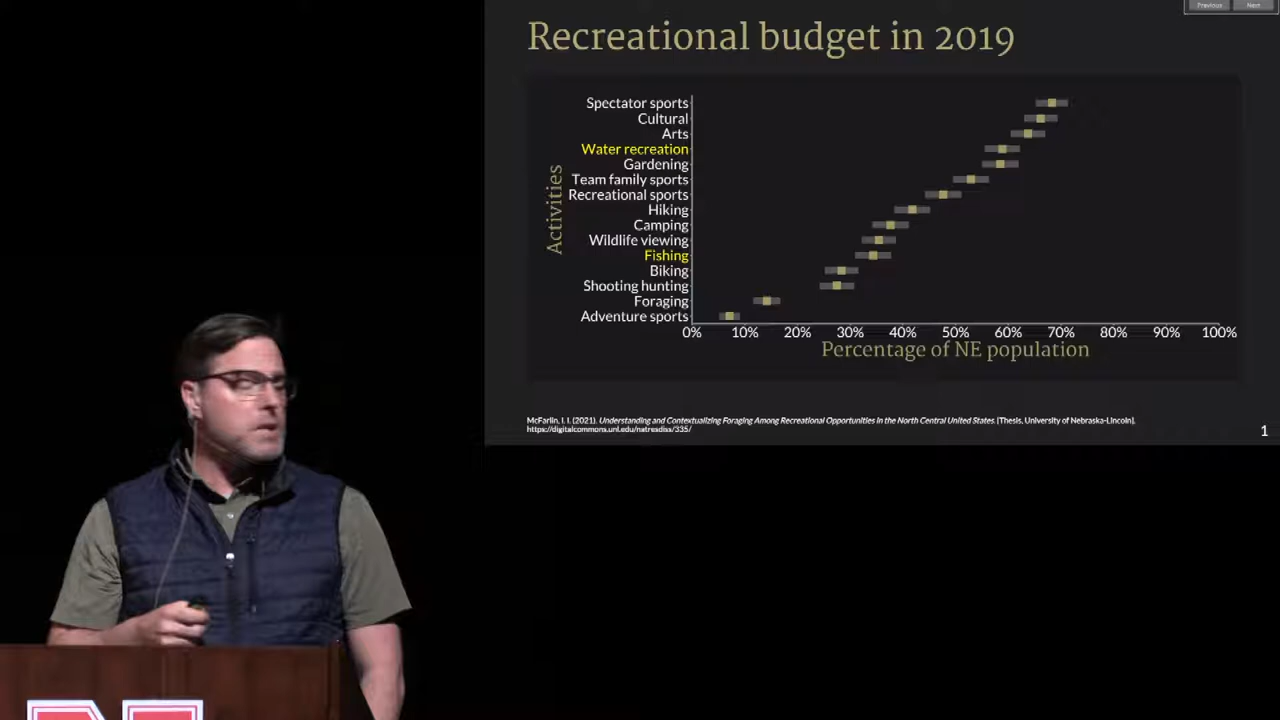 Previous Next
Recreational budget in 2019
Activities
Spectator sports
Cultural
Arts
Water recreation
Gardening
Team family sports
Recreational sports
Hiking
Camping
Wildlife viewing
Fishing
Biking
Shooting hunting
Foraging
Adventure sports
0% 10% 20% 30% 40% 50% 60% 70% 80% 90% 100%
Percentage of NE population
McFarlin, I. I. (2021). Understanding and Contextualizing Foraging Among Recreational Opportunities in the North Central United States. [Thesis, University of Nebraska-Lincoln].
https://digitalcommons.unl.edu/natresdiss/335/
1
N